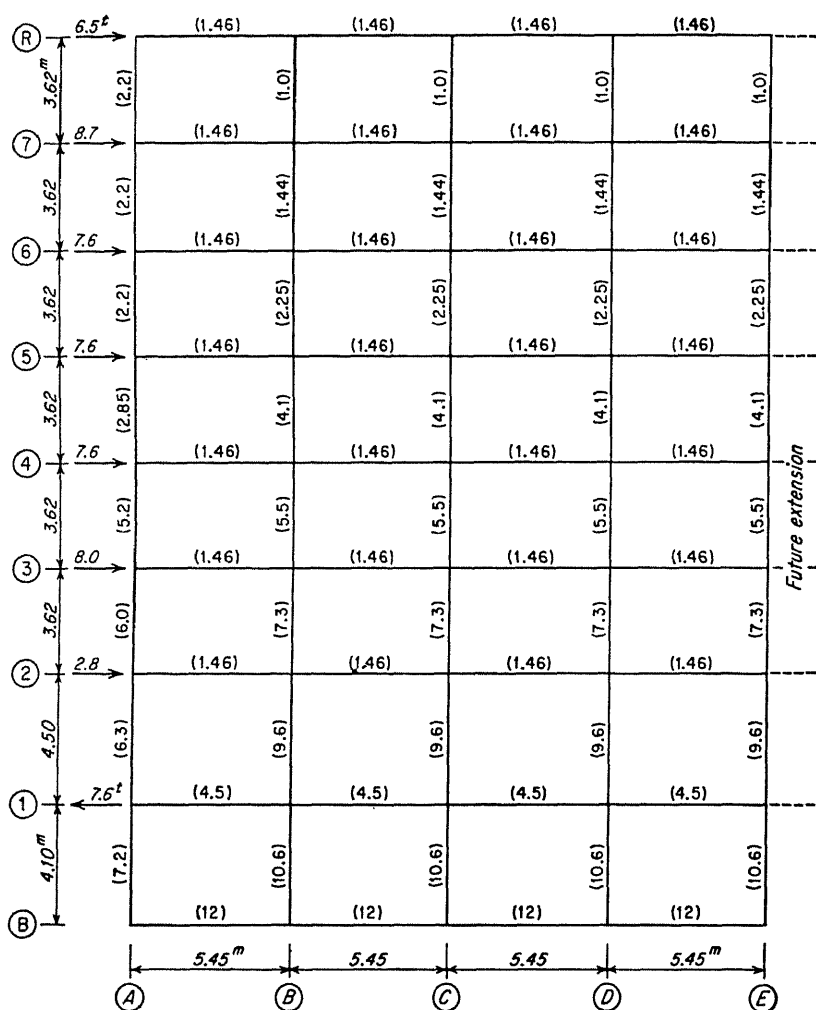 6.5t
R (1.46) (1.46) (1.46) (1.46)
3.62m (2.2) (1.0) (1.0) (1.0) (1.0)
8.7
7 (1.46) (1.46) (1.46) (1.46)
3.62 (2.2) (1.44) (1.44) (1.44) (1.44)
7.6
6 (1.46) (1.46) (1.46) (1.46)
3.62 (2.2) (2.25) (2.25) (2.25) (2.25)
7.6
5 (1.46) (1.46) (1.46) (1.46)
3.62 (2.85) (4.1) (4.1) (4.1) (4.1)
7.6
4 (1.46) (1.46) (1.46) (1.46)
3.62 (5.2) (5.5) (5.5) (5.5) (5.5)
Future extension
8.0
3 (1.46) (1.46) (1.46) (1.46)
3.62 (6.0) (7.3) (7.3) (7.3) (7.3)
2.8
2 (1.46) (1.46) (1.46) (1.46)
4.50 (6.3) (9.6) (9.6) (9.6) (9.6)
7.6t
1 (4.5) (4.5) (4.5) (4.5)
4.10m (7.2) (10.6) (10.6) (10.6) (10.6)
B (12) (12) (12) (12)
5.45m 5.45 5.45 5.45m
A B C D E